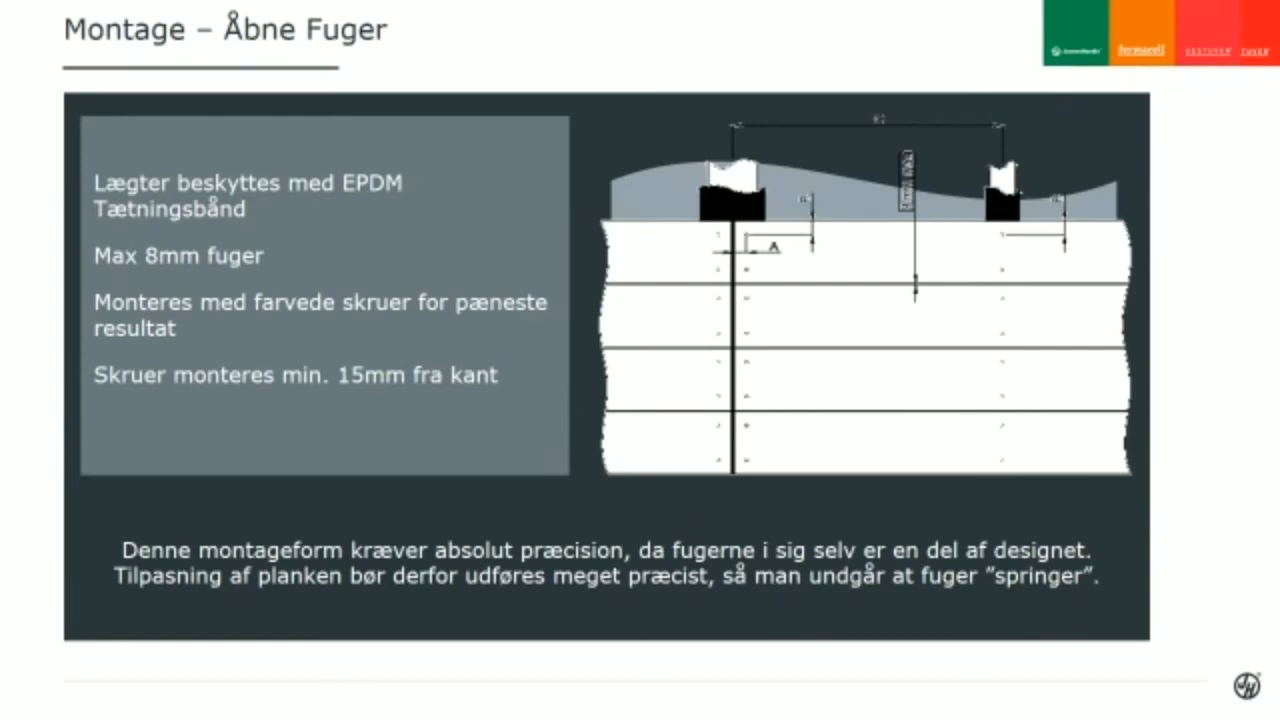 Montage – Åbne Fuger
fermacell
Lægter beskyttes med EPDM
Tætningsbånd
Max 8mm fuger
Monteres med farvede skruer for pæneste
resultat
Skruer monteres min. 15mm fra kant
A
Denne montageform kræver absolut præcision, da fugerne i sig selv er en del af designet.
Tilpasning af planken bør derfor udføres meget præcist, så man undgår at fuger ”springer”.